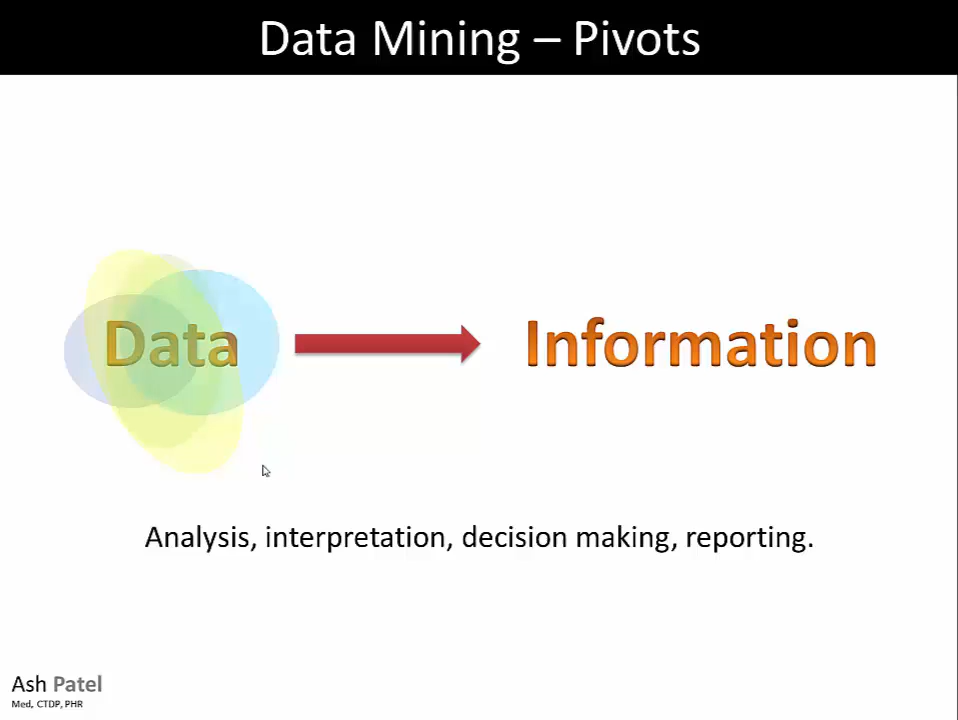 Data Mining – Pivots
Data
Information
Analysis, interpretation, decision making, reporting.
Ash Patel
Med, CTDP, PHR